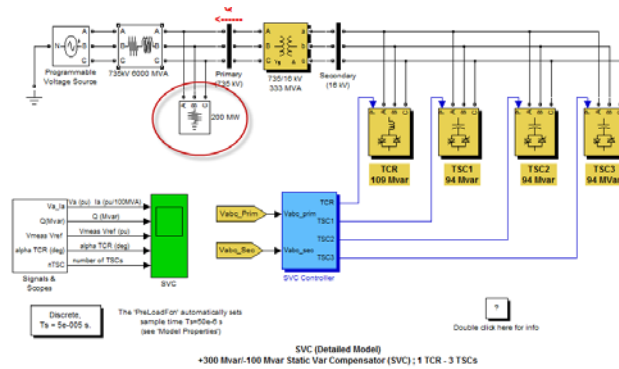 Q
A A A A A a a
N B B B B B b b
C C C C C c c
Programmable
Voltage Source
735kV 6000 MVA
Primary
(735 kV)
735/16 kV
333 MVA
Secondary
(16 kV)
A B C
200 MW
P A B C P A B C P A B C P A B C
TCR
109 Mvar
TSC1
94 Mvar
TSC2
94 Mvar
TSC3
94 MVar
Va_Ia
Q(Mvar)
Vmeas Vref
alpha TCR (deg)
nTSC
Va (pu) Ia (pu/100MVA)
Q (Mvar)
Vmeas Vref (pu)
alpha TCR (deg)
number of TSCs
Signals &
Scopes
SVC
Vabc_Prim
Vabc_Sec
Vabc_prim
Vabc_sec
TCR
TSC1
TSC2
TSC3
SVC Controller
Discrete,
Ts = 5e-005 s.
The 'PreLoadFcn' automatically sets
sample time Ts=50e-6 s
(see 'Model Properties')
?
Double click here for info
SVC (Detailed Model)
+300 Mvar/-100 Mvar Static Var Compensator (SVC) ; 1 TCR - 3 TSCs